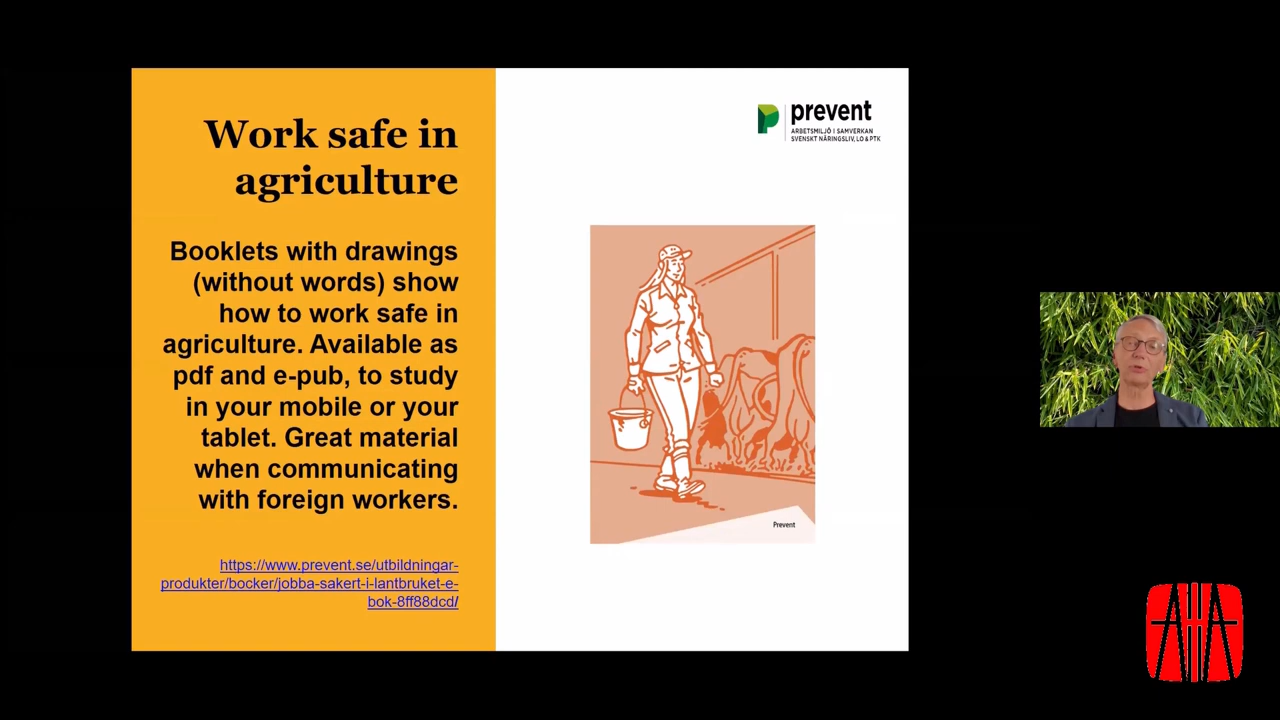 Work safe in
agriculture
Booklets with drawings
(without words) show
how to work safe in
agriculture. Available as
pdf and e-pub, to study
in your mobile or your
tablet. Great material
when communicating
with foreign workers.
https://www.prevent.se/utbildningar-
produkter/bocker/jobba-sakert-i-lantbruket-e-
bok-8ff88dcd/
prevent
ARBETSMILJÖ I SAMVERKAN
SVENSKT NÄRINGSLIV, LO & PTK
Prevent
AHA